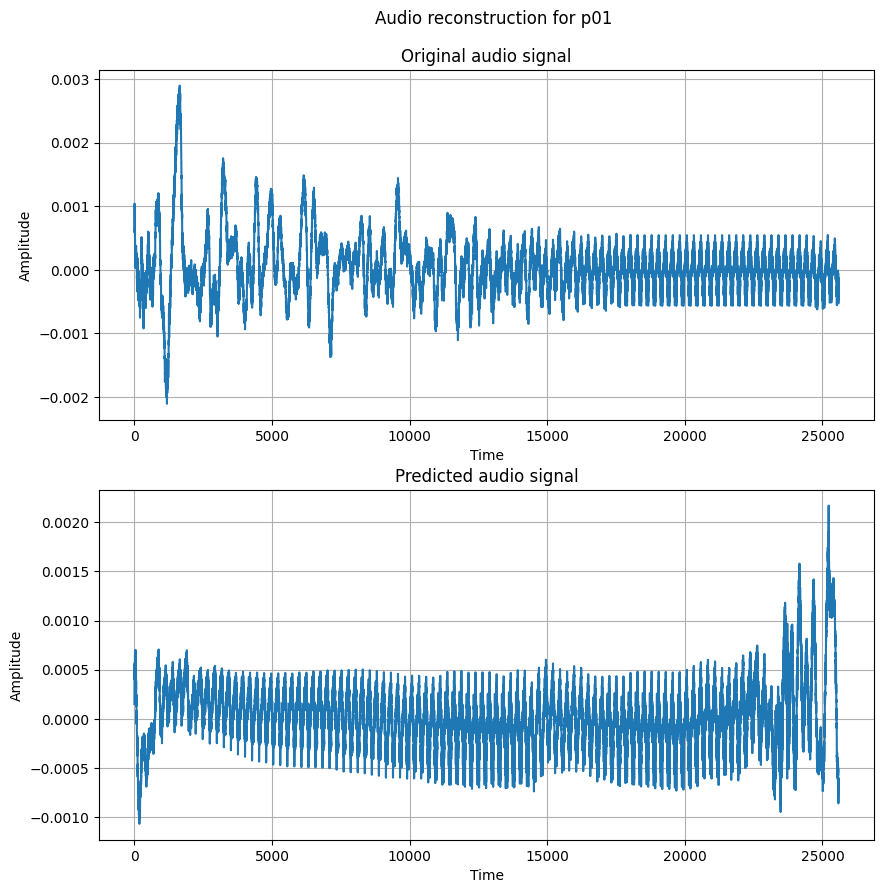 Audio reconstruction for p01
Original audio signal
0.003
0.002
0.001
0.000
−0.001
−0.002
Amplitude
0 5000 10000 15000 20000 25000
Time
Predicted audio signal
0.0020
0.0015
0.0010
0.0005
0.0000
−0.0005
−0.0010
Amplitude
0 5000 10000 15000 20000 25000
Time